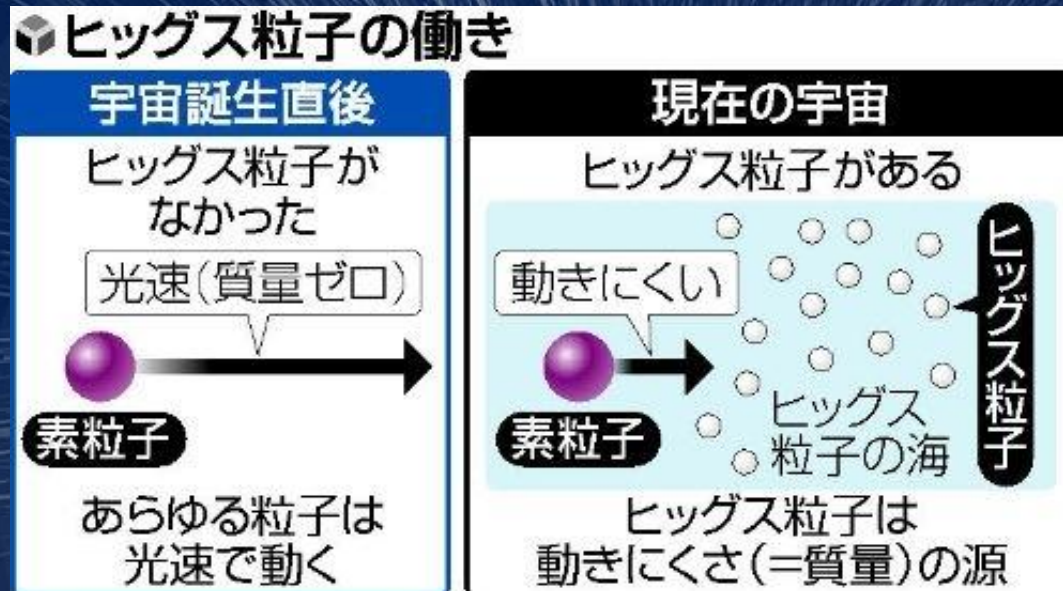 ヒッグス粒子の働き
宇宙誕生直後
ヒッグス粒子が
なかった
光速(質量ゼロ)
素粒子
あらゆる粒子は
光速で動く
現在の宇宙
ヒッグス粒子がある
動きにくい
素粒子
ヒッグス粒子
ヒッグス
粒子の海
ヒッグス粒子は
動きにくさ(=質量)の源